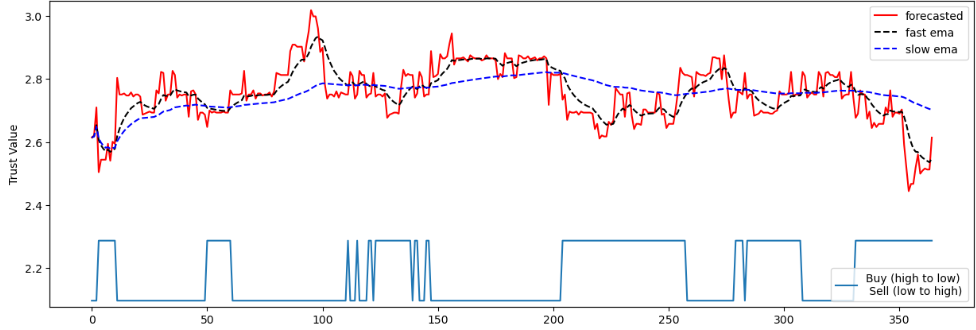 3.0
2.8
2.6
2.4
2.2
Trust Value
forecasted
fast ema
slow ema
Buy (high to low)
Sell (low to high)
0
50
100
150
200
250
300
350